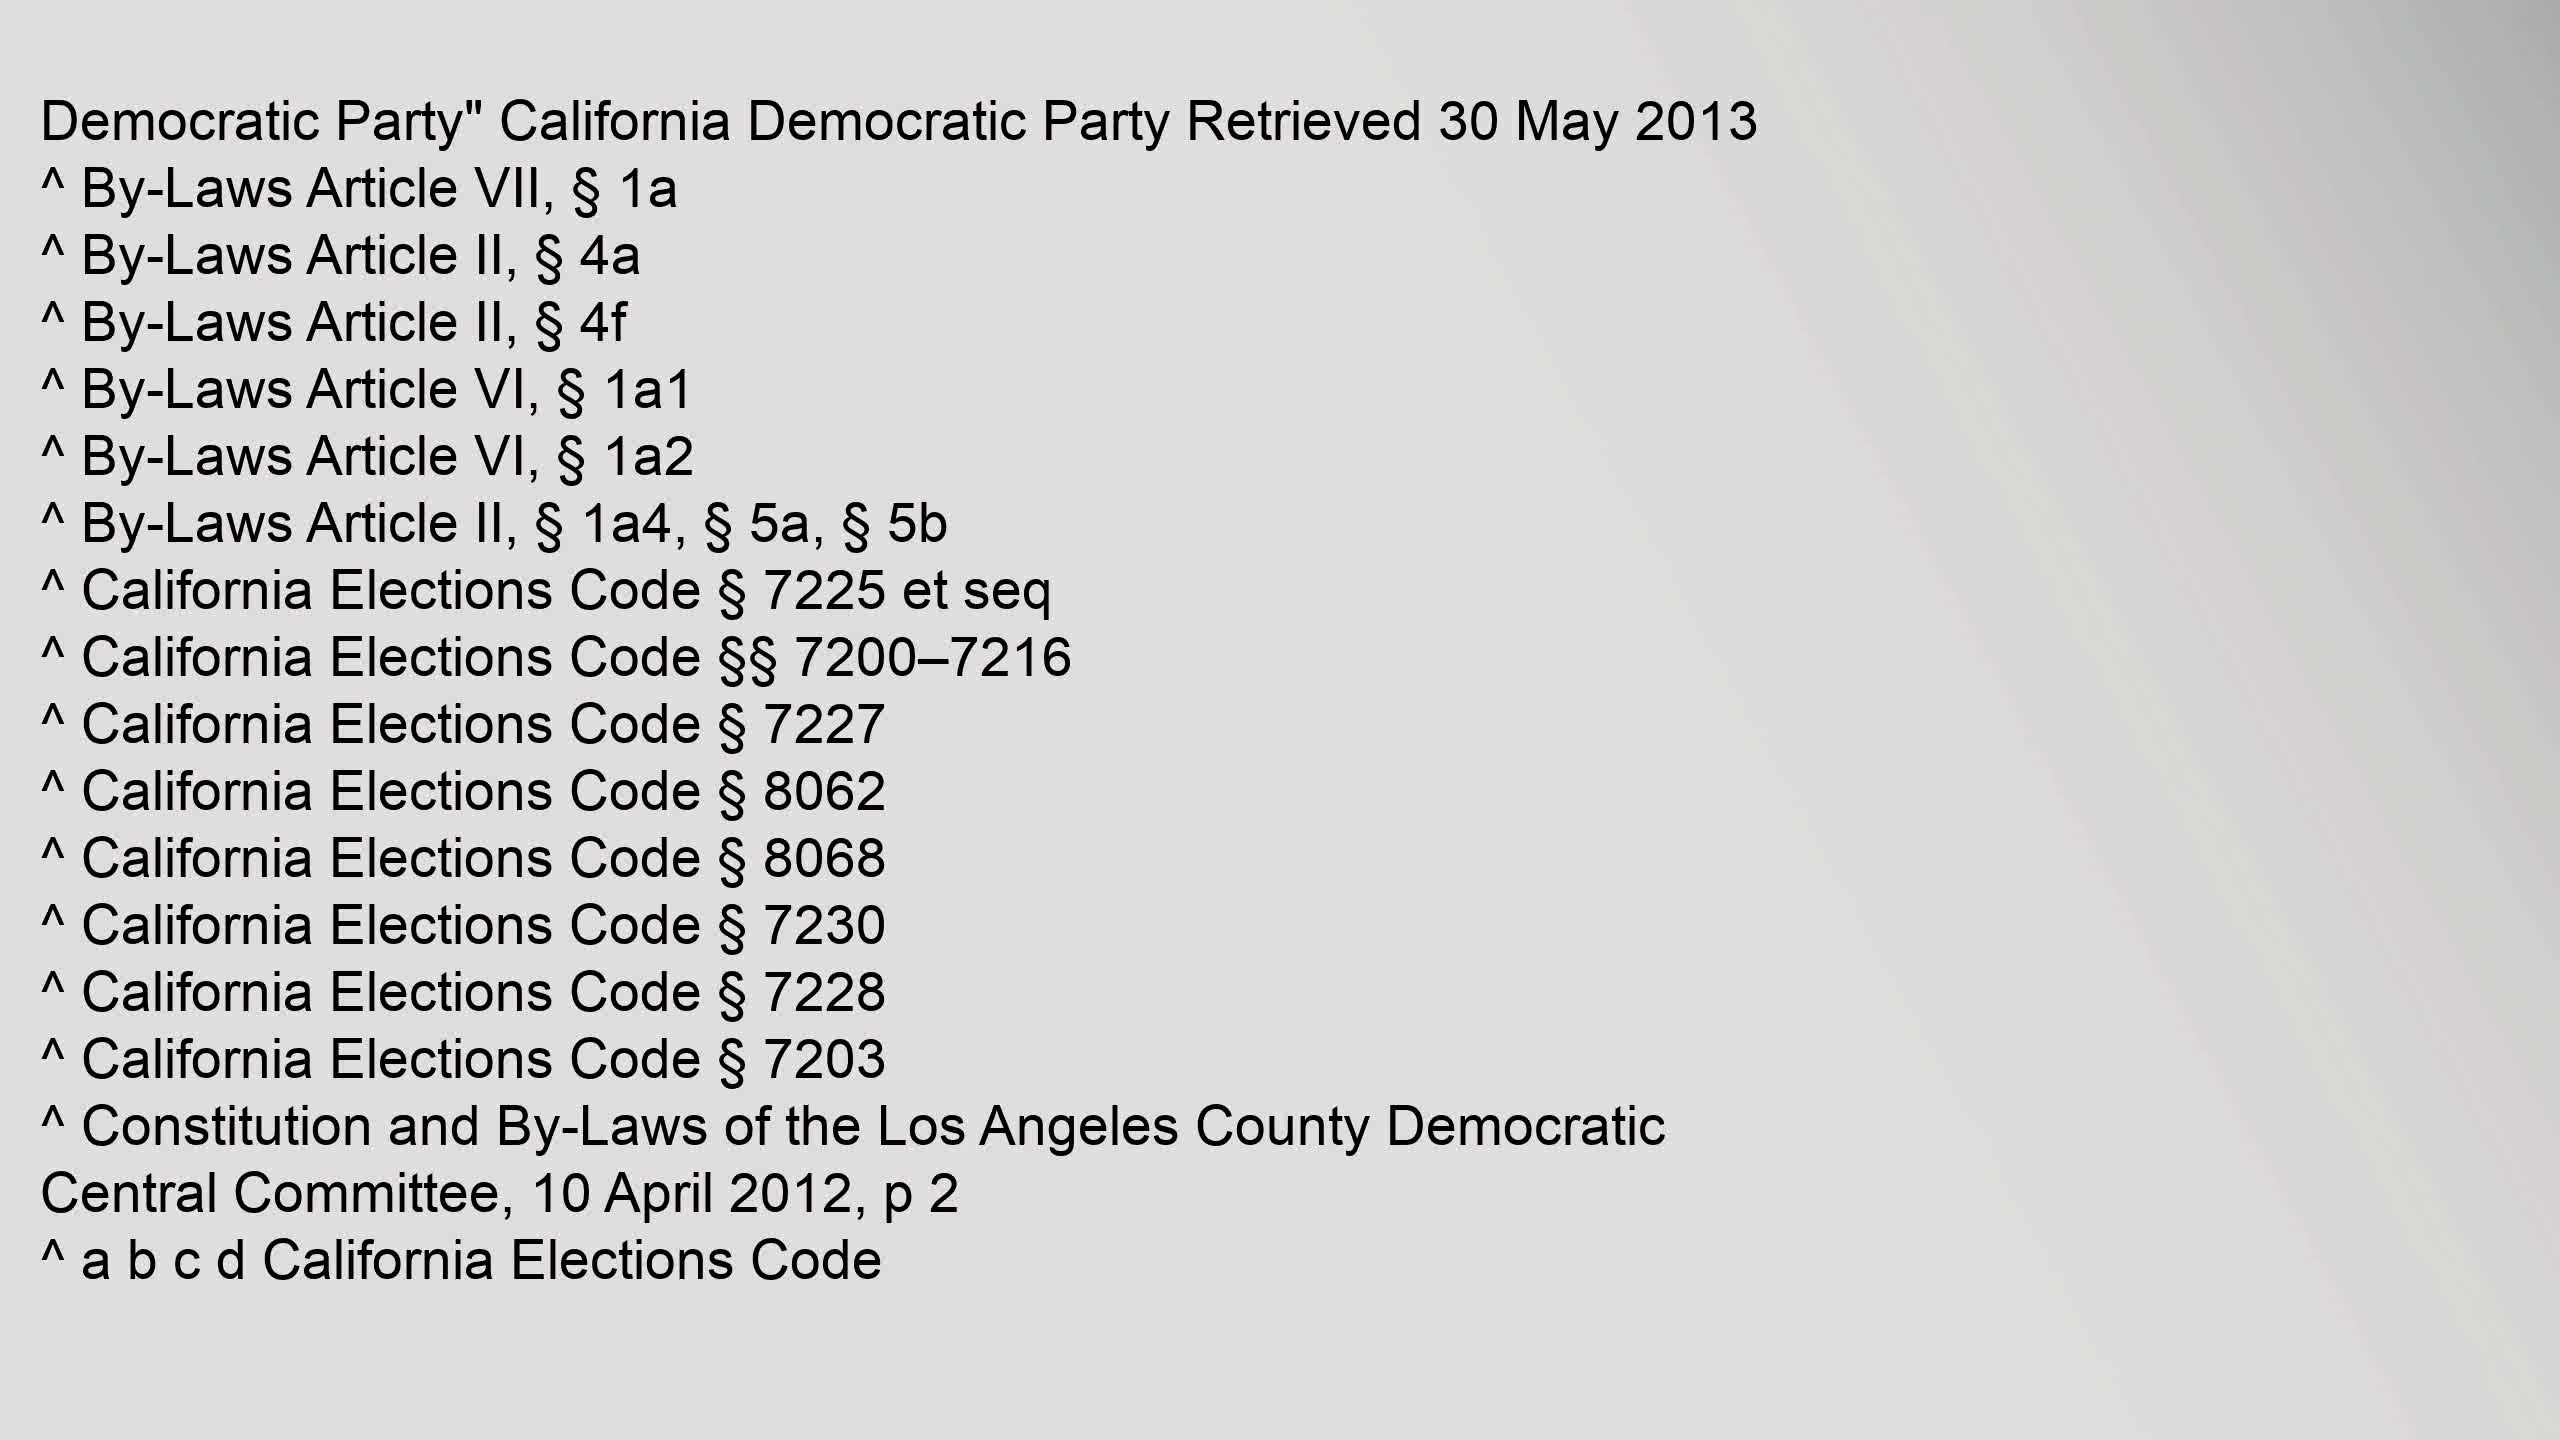 Democratic Party" California Democratic Party Retrieved 30 May 2013
^ By-Laws Article VII, § 1a
^ By-Laws Article II, § 4a
^ By-Laws Article II, § 4f
^ By-Laws Article VI, § 1a1
^ By-Laws Article VI, § 1a2
^ By-Laws Article II, § 1a4, § 5a, § 5b
^ California Elections Code § 7225 et seq
^ California Elections Code §§ 7200–7216
^ California Elections Code § 7227
^ California Elections Code § 8062
^ California Elections Code § 8068
^ California Elections Code § 7230
^ California Elections Code § 7228
^ California Elections Code § 7203
^ Constitution and By-Laws of the Los Angeles County Democratic
Central Committee, 10 April 2012, p 2
^ a b c d California Elections Code